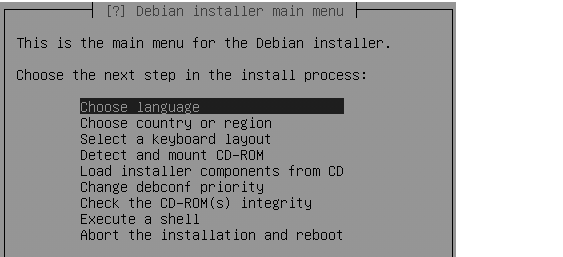 [?] Debian installer main menu
This is the main menu for the Debian installer.
Choose the next step in the install process:
Choose language
Choose country or region
Select a keyboard layout
Detect and mount CD-ROM
Load installer components from CD
Change debconf priority
Check the CD-ROM(s) integrity
Execute a shell
Abort the installation and reboot